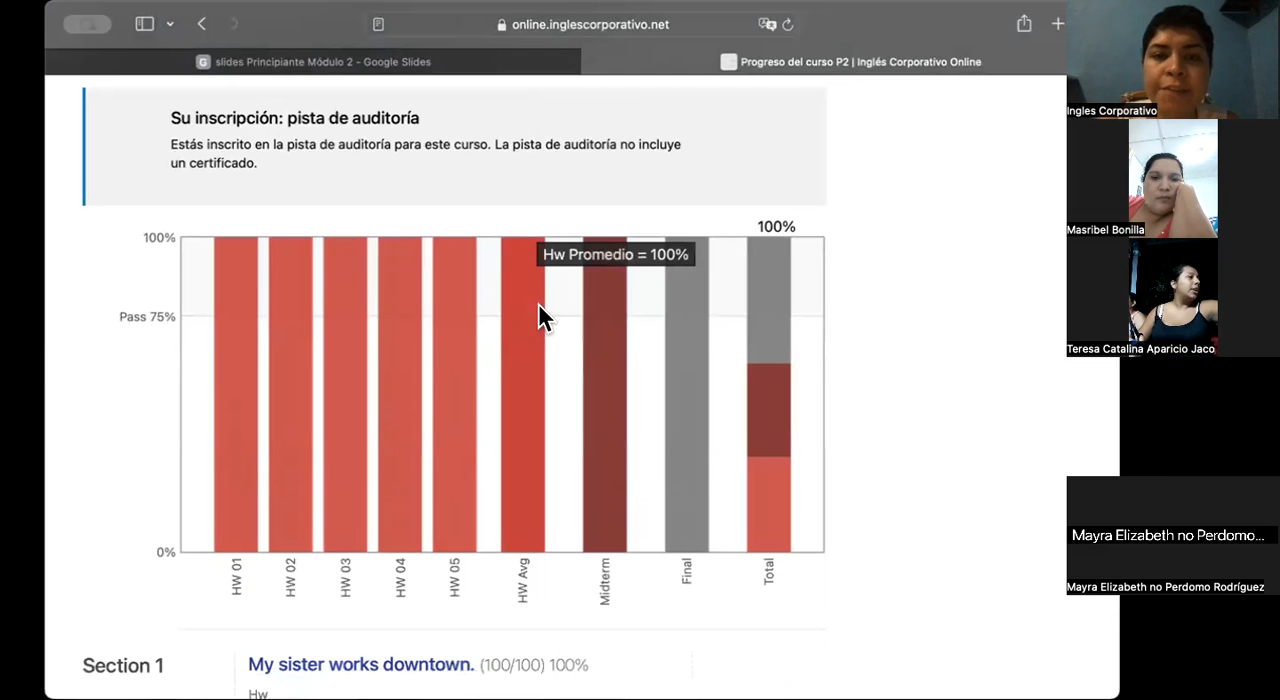 online.inglescorporativo.net
G slides Principiante Módulo 2 - Google Slides
Progreso del curso P2 | Inglés Corporativo Online
Su inscripción: pista de auditoría
Estás inscrito en la pista de auditoría para este curso. La pista de auditoría no incluye
un certificado.
100%
100%
Hw Promedio = 100%
Pass 75%
0%
HW 01
HW 02
HW 03
HW 04
HW 05
HW Avg
Midterm
Final
Total
Section 1
My sister works downtown. (100/100) 100%
Hw
Ingles Corporativo
Masribel Bonilla
Teresa Catalina Aparicio Jaco
Mayra Elizabeth no Perdomo...
Mayra Elizabeth no Perdomo Rodríguez